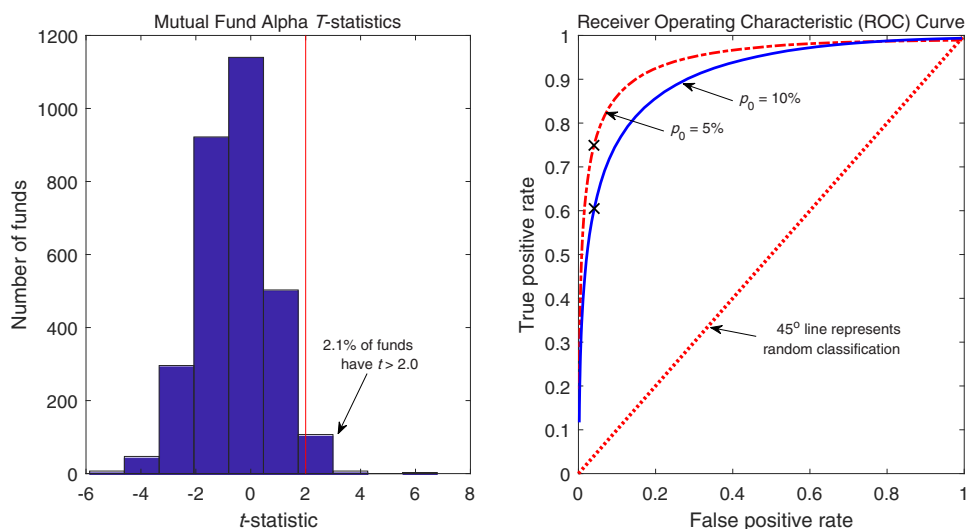 Mutual Fund Alpha T-statistics
1200
1000
800
600
400
200
0
Number of funds
2.1% of funds
have t > 2.0
-6
-4
-2
0
2
4
6
8
t-statistic
Receiver Operating Characteristic (ROC) Curve
1
0.9
0.8
0.7
0.6
0.5
0.4
0.3
0.2
0.1
0
True positive rate
p0 = 10%
p0 = 5%
45o line represents
random classification
0
0.2
0.4
0.6
0.8
1
False positive rate